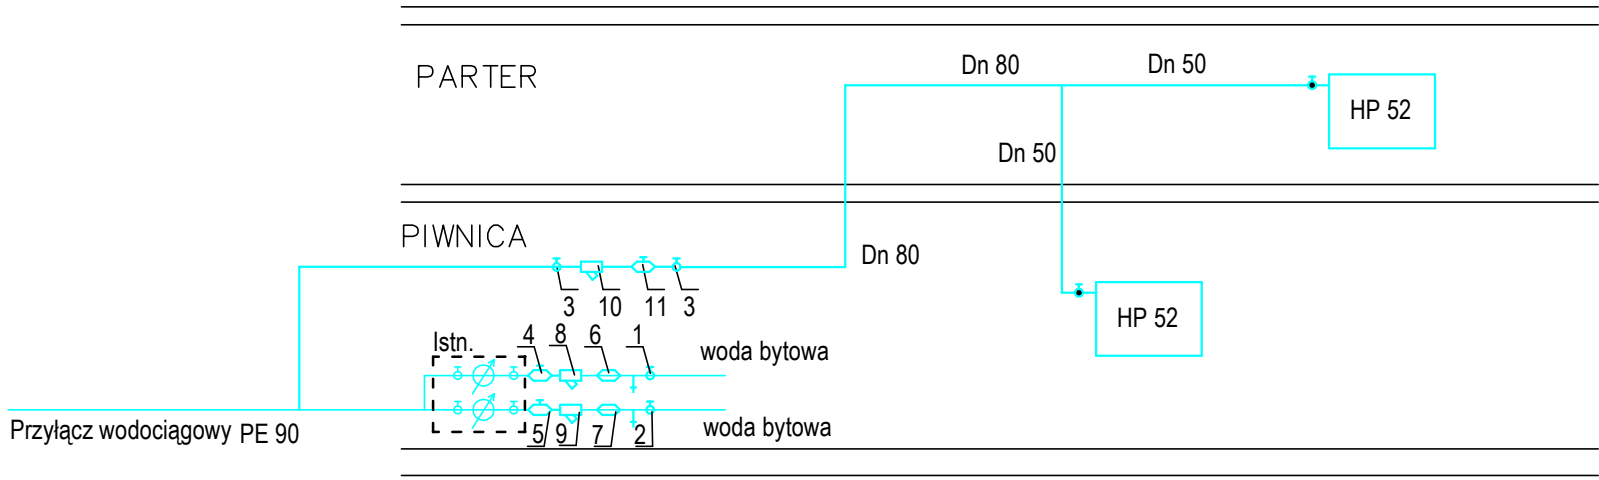 Dn 80
Dn 50
PARTER
HP 52
Dn 50
PIWNICA
Dn 80
3 10 11 3
HP 52
Istn.
4 8 6 1
woda bytowa
Przyłącz wodociągowy PE 90
5 9 7 2
woda bytowa